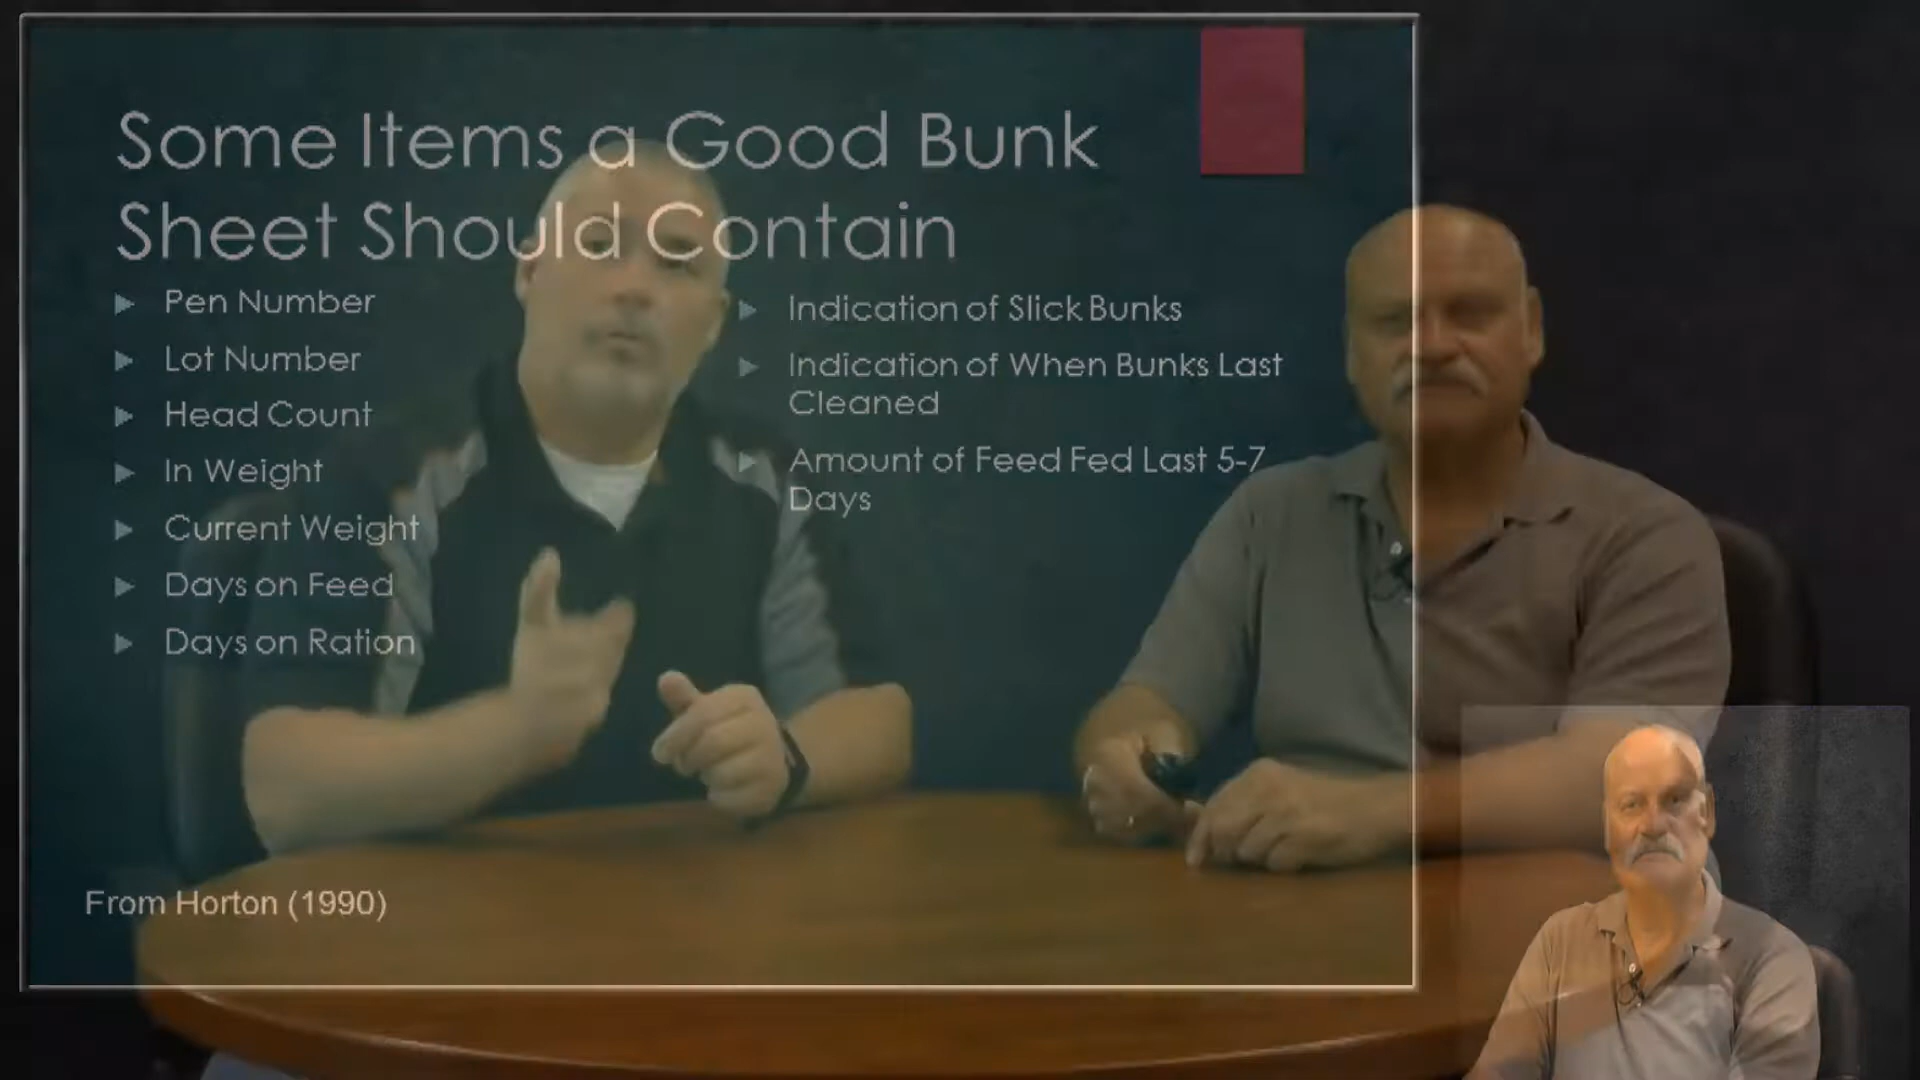 Some Items a Good Bunk
Sheet Should Contain
Pen Number
Lot Number
Head Count
In Weight
Current Weight
Days on Feed
Days on Ration
Indication of Slick Bunks
Indication of When Bunks Last
Cleaned
Amount of Feed Fed Last 5-7
Days
From Horton (1990)